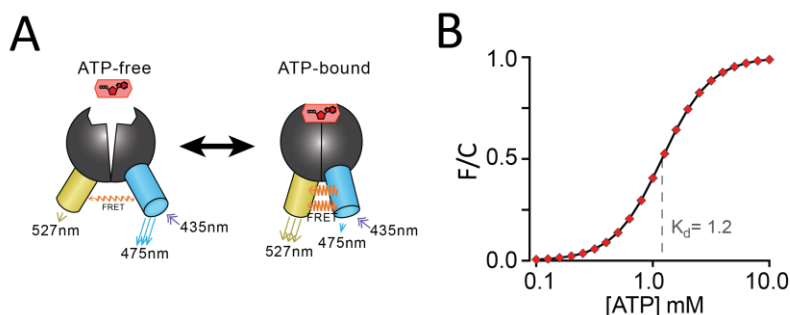 A
ATP-free
ATP-bound
FRET
527nm
475nm
435nm
FRET
527nm
475nm
435nm
B
F/C
1.0
0.5
0.0
K_d= 1.2
0.1
1.0
10.0
[ATP] mM